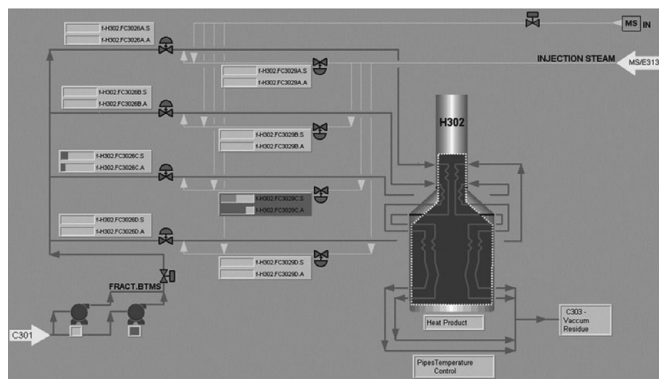 MS IN
f-H302.FC3026A.S
f-H302.FC3026A.A
INJECTION STEAM
MS/E313
f-H302.FC3029A.S
f-H302.FC3029A.A
f-H302.FC3026B.S
f-H302.FC3026B.A
H302
f-H302.FC3029B.S
f-H302.FC3029B.A
f-H302.FC3026C.S
f-H302.FC3026C.A
f-H302.FC3029C.S
f-H302.FC3029C.A
f-H302.FC3026D.S
f-H302.FC3026D.A
f-H302.FC3029D.S
f-H302.FC3029D.A
FRACT.BTMS
C301
Heat Product
C303 -
Vaccum
Residue
PipesTemperature
Control